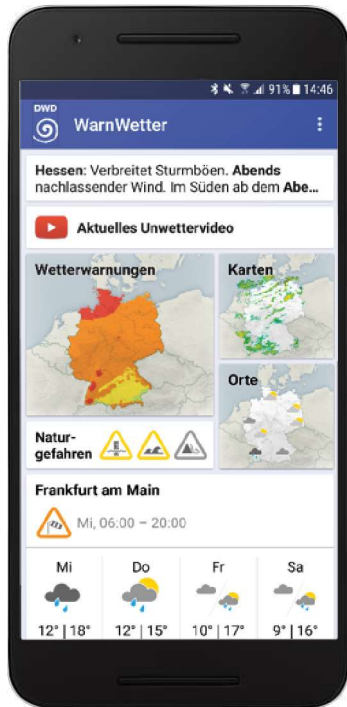 91% 14:46
DWD
WarnWetter
Hessen: Verbreitet Sturmböen. Abends
nachlassender Wind. Im Süden ab dem Abe...
Aktuelles Unwettervideo
Wetterwarnungen
Karten
Orte
Natur-
gefahren
Frankfurt am Main
Mi, 06:00 – 20:00
Mi Do Fr Sa
12° | 18° 12° | 15° 10° | 17° 9° | 16°